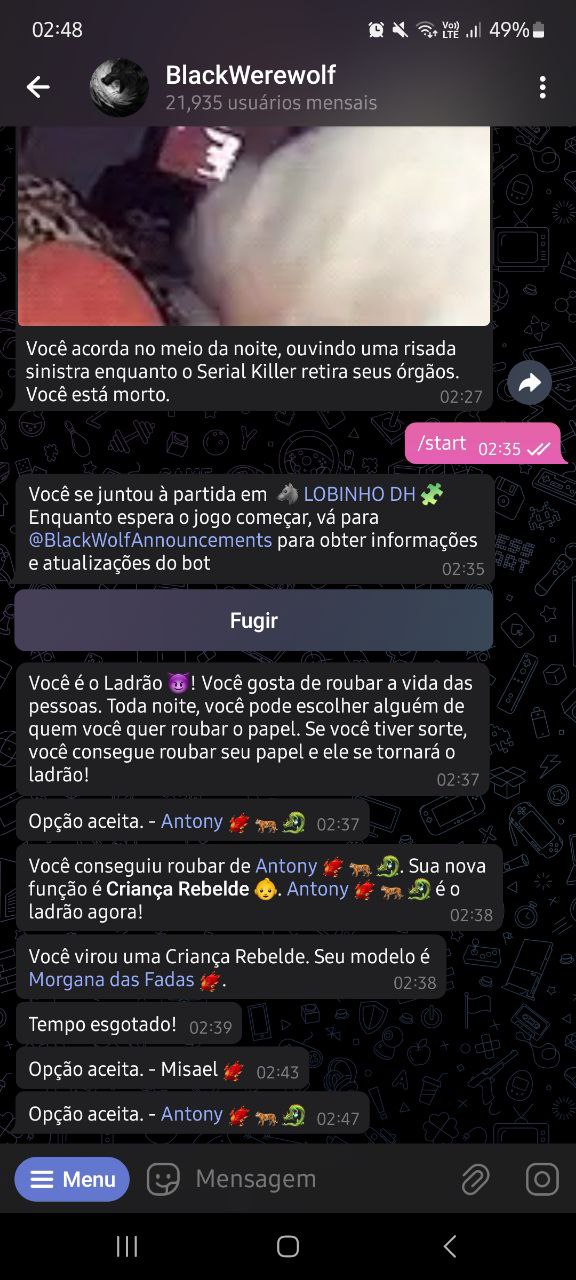 02:48
Vo))
LTE
49%
BlackWerewolf
21,935 usuários mensais
Você acorda no meio da noite, ouvindo uma risada
sinistra enquanto o Serial Killer retira seus órgãos.
Você está morto.
02:27
/start 02:35
Você se juntou à partida em 🐺 LOBINHO DH 🧩
Enquanto espera o jogo começar, vá para
@BlackWolfAnnouncements para obter informações
e atualizações do bot
02:35
Fugir
Você é o Ladrão 😈! Você gosta de roubar a vida das
pessoas. Toda noite, você pode escolher alguém de
quem você quer roubar o papel. Se você tiver sorte,
você consegue roubar seu papel e ele se tornará o
ladrão!
02:37
Opção aceita. - Antony 🐲🐅🐉 02:37
Você conseguiu roubar de Antony 🐲🐅🐉. Sua nova
função é Criança Rebelde 👶. Antony 🐲🐅🐉 é o
ladrão agora!
02:38
Você virou uma Criança Rebelde. Seu modelo é
Morgana das Fadas 🐲.
02:38
Tempo esgotado! 02:39
Opção aceita. - Misael 🐲 02:43
Opção aceita. - Antony 🐲🐅🐉 02:47
Menu
Mensagem